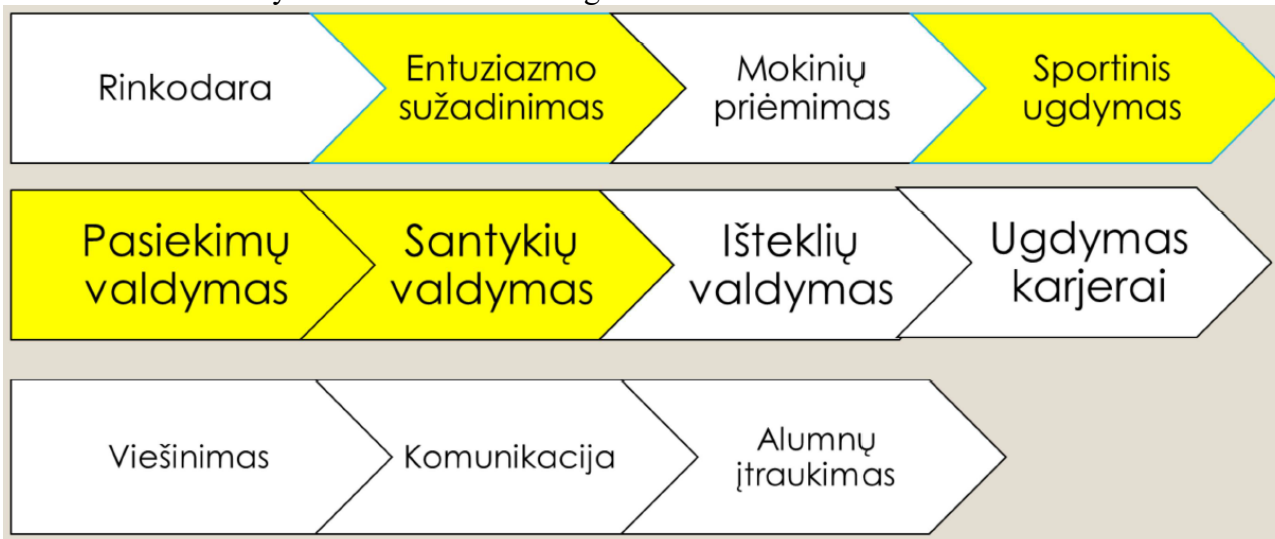 Rinkodara
Entuziazmo
sužadinimas
Mokinių
priėmimas
Sportinis
ugdymas
Pasiekimų
valdymas
Santykių
valdymas
Išteklių
valdymas
Ugdymas
karjerai
Viešinimas
Komunikacija
Alumnų
įtraukimas